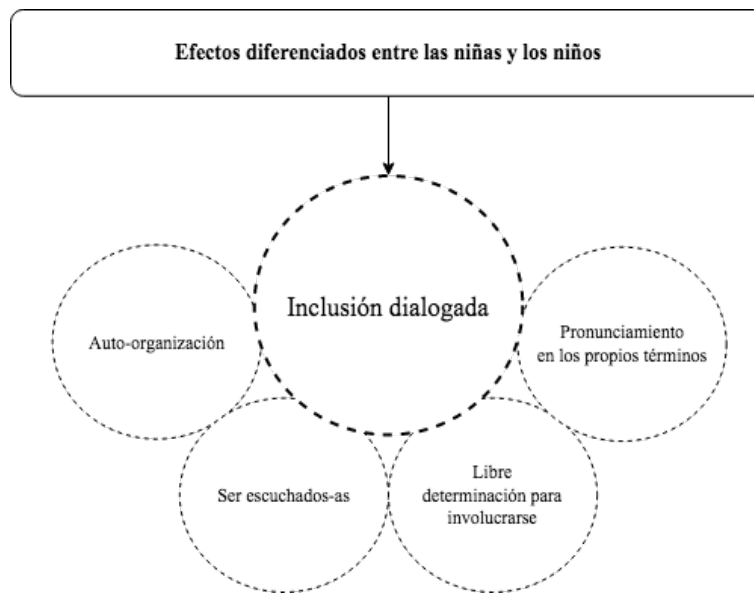 Efectos diferenciados entre las niñas y los niños
Inclusión dialogada
Auto-organización
Pronunciamiento
en los propios términos
Ser escuchados-as
Libre
determinación para
involucrarse